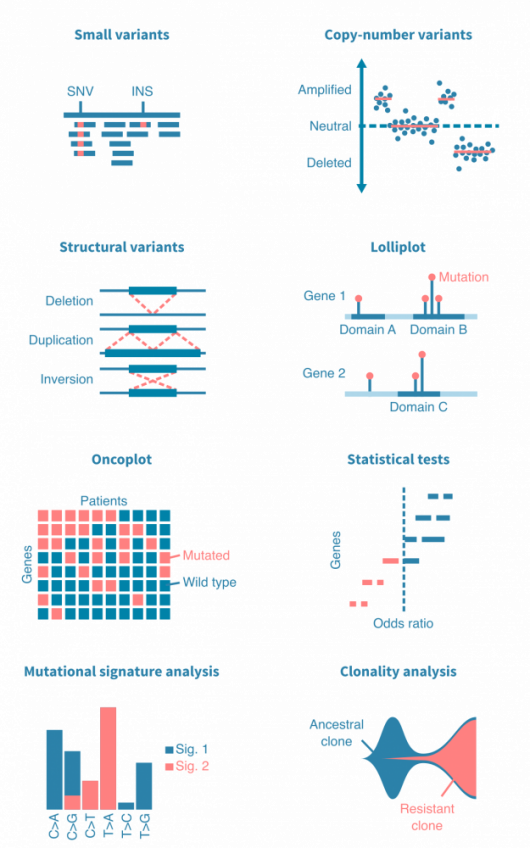 Small variants
SNV INS
Copy-number variants
Amplified
Neutral
Deleted
Structural variants
Deletion
Duplication
Inversion
Lolliplot
Mutation
Gene 1
Domain A Domain B
Gene 2
Domain C
Oncoplot
Patients
Genes
Mutated
Wild type
Statistical tests
Genes
Odds ratio
Mutational signature analysis
Sig. 1
Sig. 2
C>A C>G C>T T>A T>C T>G
Clonality analysis
Ancestral
clone
Resistant
clone